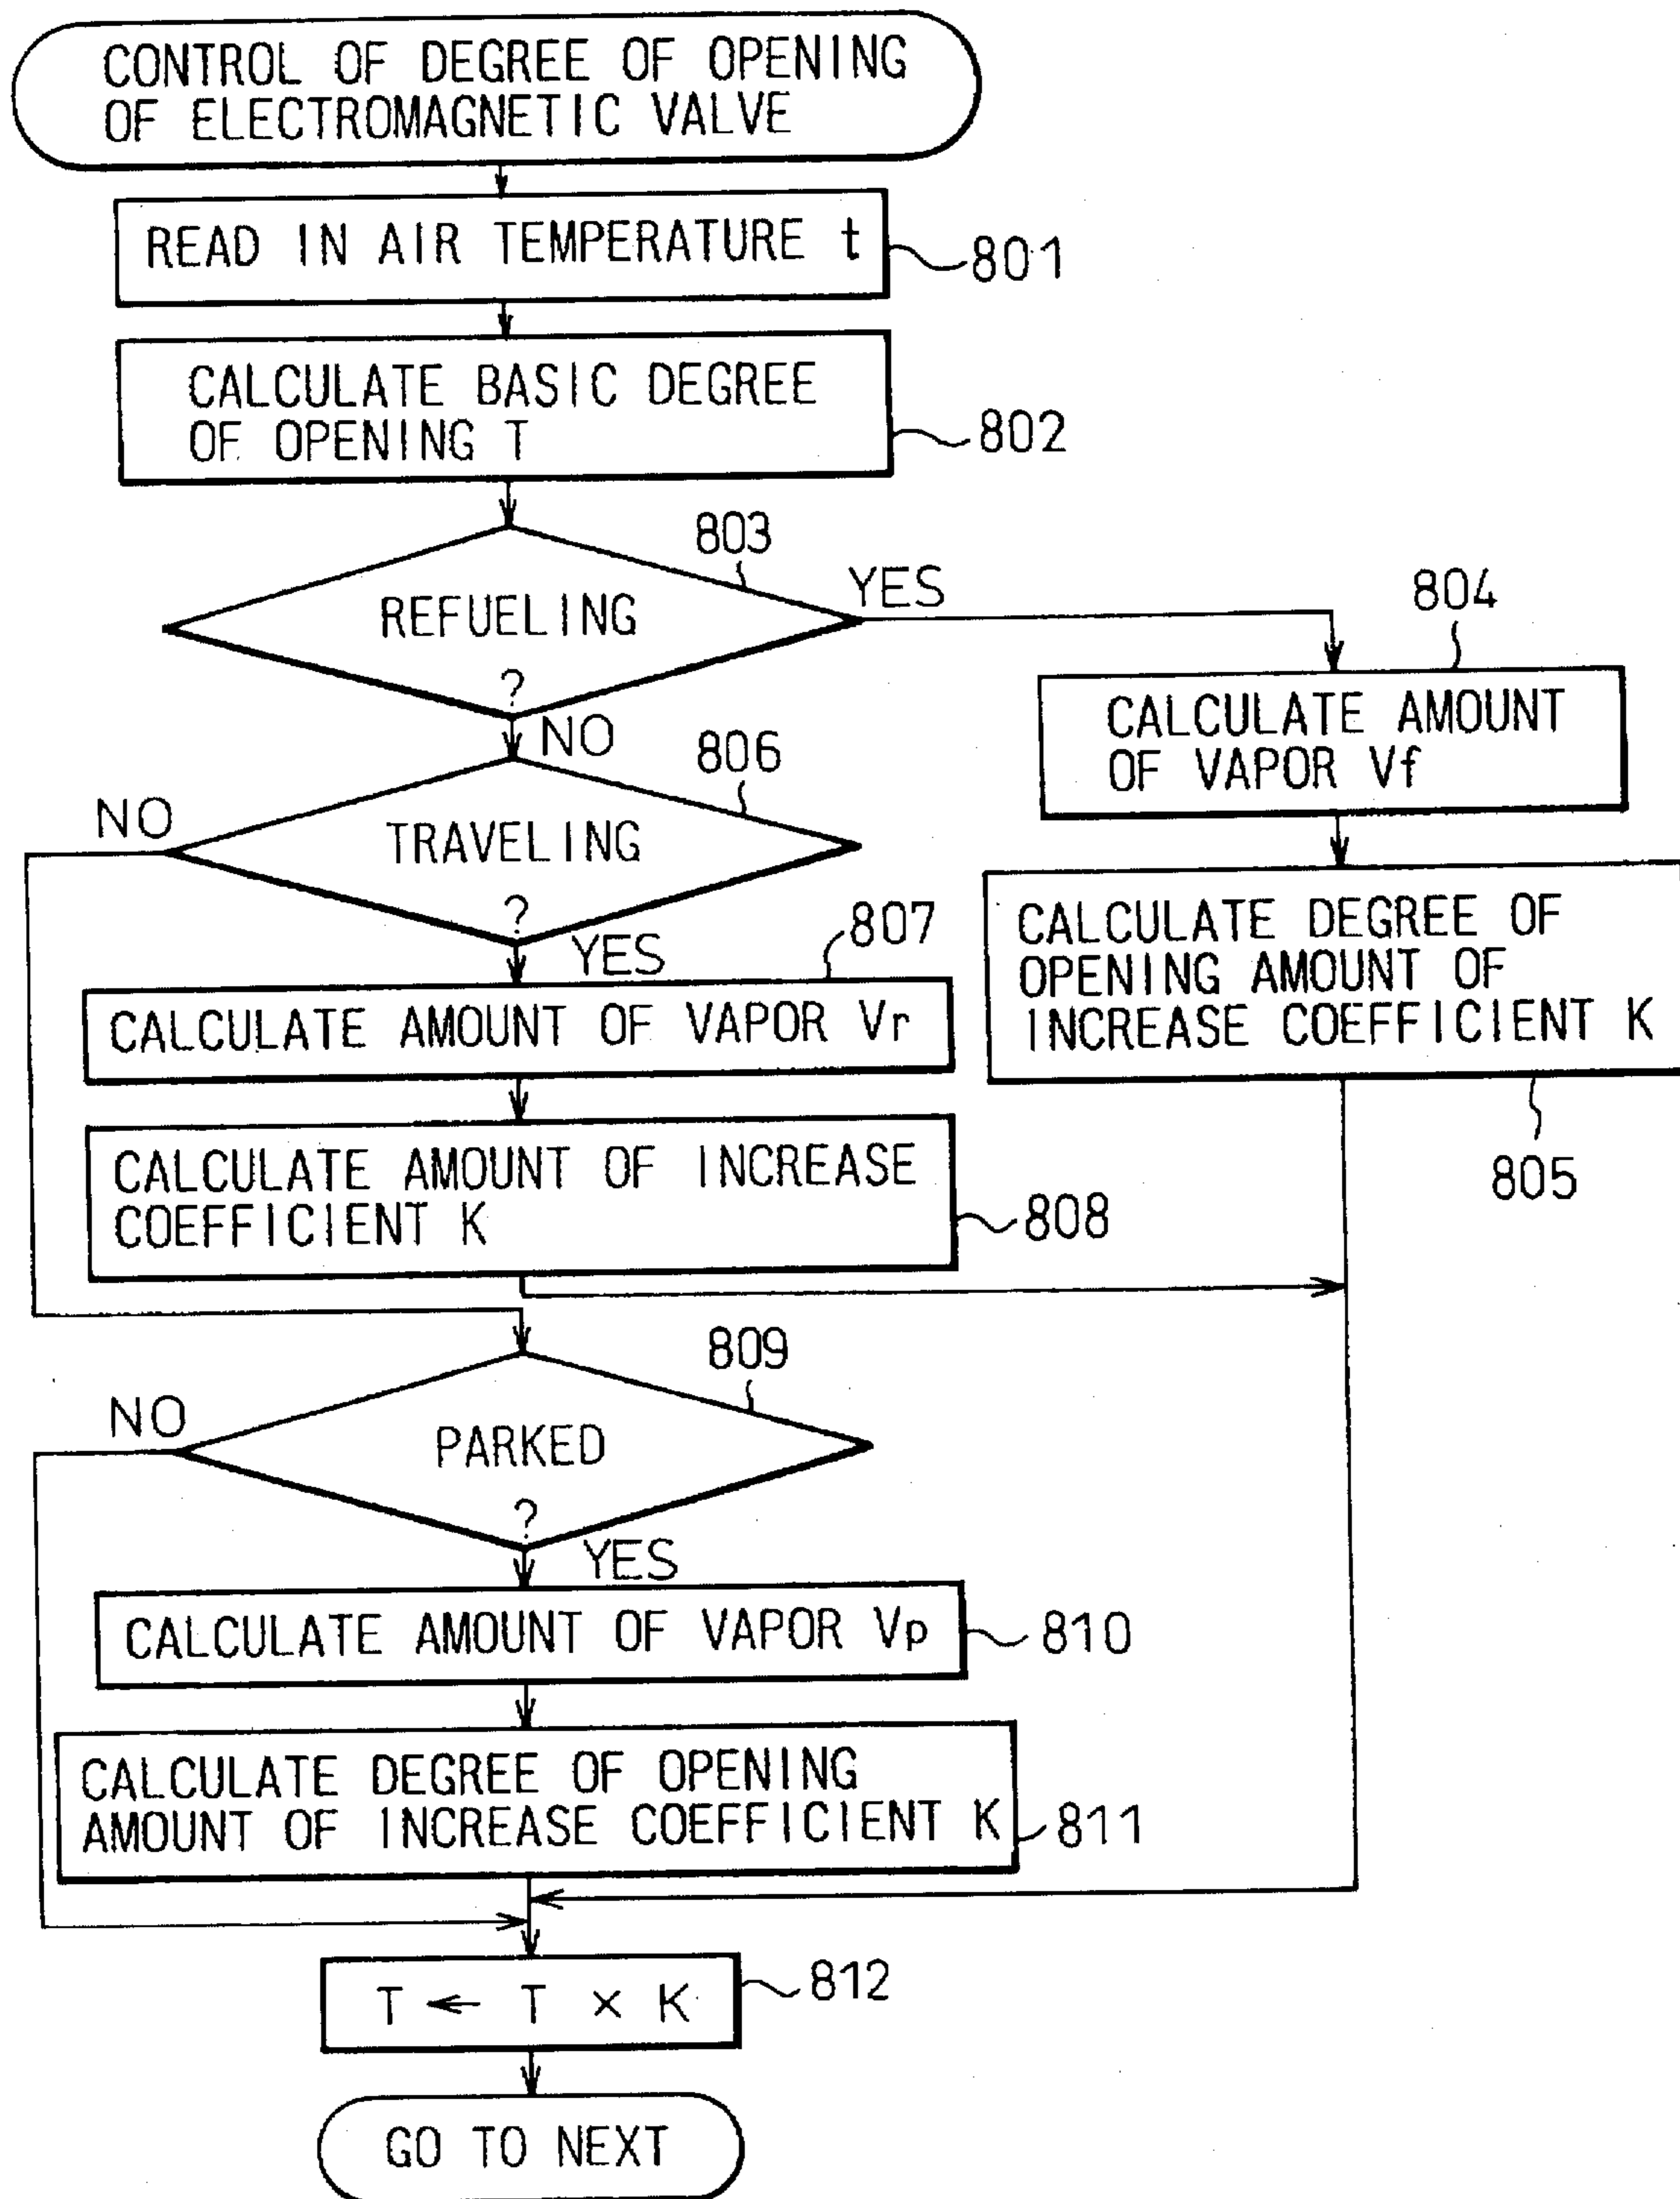 CONTROL OF DEGREE OF OPENING
OF ELECTROMAGNETIC VALVE
READ IN AIR TEMPERATURE t
801
CALCULATE BASIC DEGREE
OF OPENING T
802
803
REFUELING
?
YES
NO
804
CALCULATE AMOUNT
OF VAPOR Vf
CALCULATE DEGREE OF
OPENING AMOUNT OF
INCREASE COEFFICIENT K
805
806
TRAVELING
?
NO
YES
807
CALCULATE AMOUNT OF VAPOR Vr
CALCULATE AMOUNT OF INCREASE
COEFFICIENT K
808
809
PARKED
?
NO
YES
CALCULATE AMOUNT OF VAPOR Vp
810
CALCULATE DEGREE OF OPENING
AMOUNT OF INCREASE COEFFICIENT K
811
T ← T × K
812
GO TO NEXT